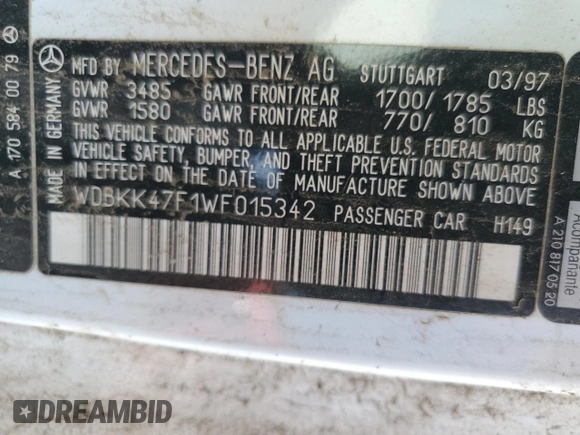 MFD BY MERCEDES-BENZ AG STUTTGART 03/97
GVWR 3485 GAWR FRONT/REAR 1700/ 1785 LBS
GVWR 1580 GAWR FRONT/REAR 770/ 810 KG
THIS VEHICLE CONFORMS TO ALL APPLICABLE U.S. FEDERAL MOTOR
VEHICLE SAFETY, BUMPER, AND THEFT PREVENTION STANDARDS
IN EFFECT ON THE DATE OF MANUFACTURE SHOWN ABOVE
WDBKK47F1WF015342 PASSENGER CAR H149
MADE IN GERMANY
A 170 584 00 79
Acompanante
A 210 817 05 20
DREAMBID